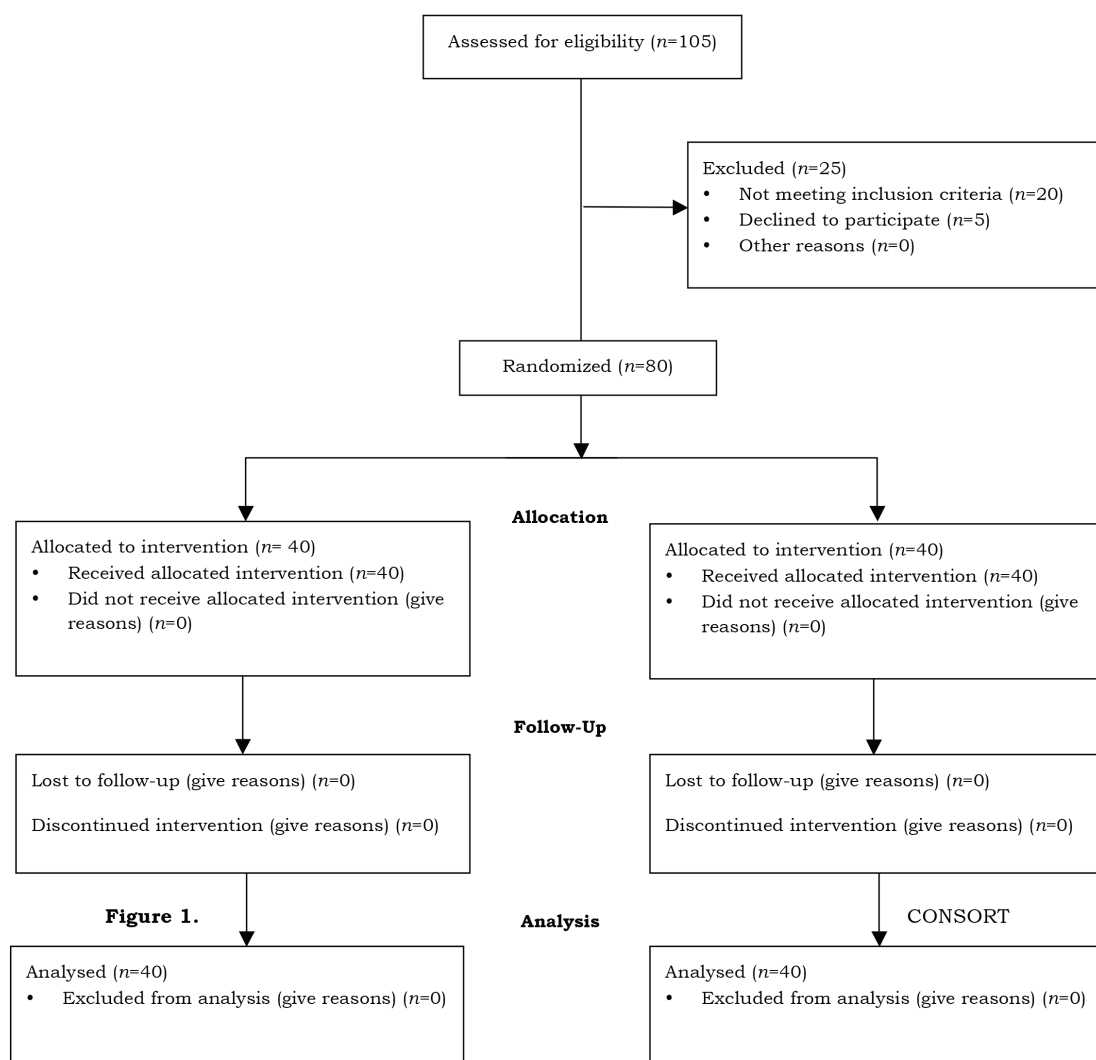 Assessed for eligibility (n=105)
Excluded (n=25)
• Not meeting inclusion criteria (n=20)
• Declined to participate (n=5)
• Other reasons (n=0)
Randomized (n=80)
Allocation
Allocated to intervention (n= 40)
• Received allocated intervention (n=40)
• Did not receive allocated intervention (give
reasons) (n=0)
Allocated to intervention (n=40)
• Received allocated intervention (n=40)
• Did not receive allocated intervention (give
reasons) (n=0)
Follow-Up
Lost to follow-up (give reasons) (n=0)
Discontinued intervention (give reasons) (n=0)
Lost to follow-up (give reasons) (n=0)
Discontinued intervention (give reasons) (n=0)
Figure 1.
Analysis
CONSORT
Analysed (n=40)
• Excluded from analysis (give reasons) (n=0)
Analysed (n=40)
• Excluded from analysis (give reasons) (n=0)